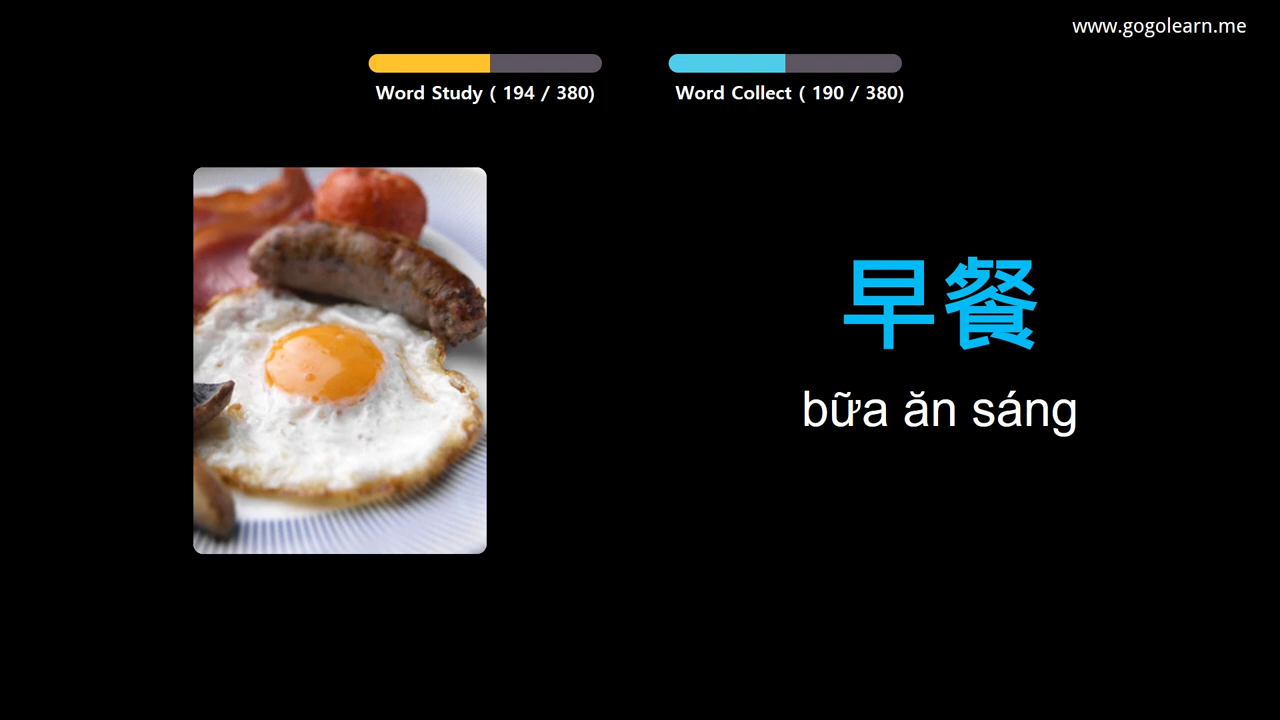 www.gogolearn.me
Word Study ( 194 / 380)
Word Collect ( 190 / 380)
早餐
bữa ăn sáng